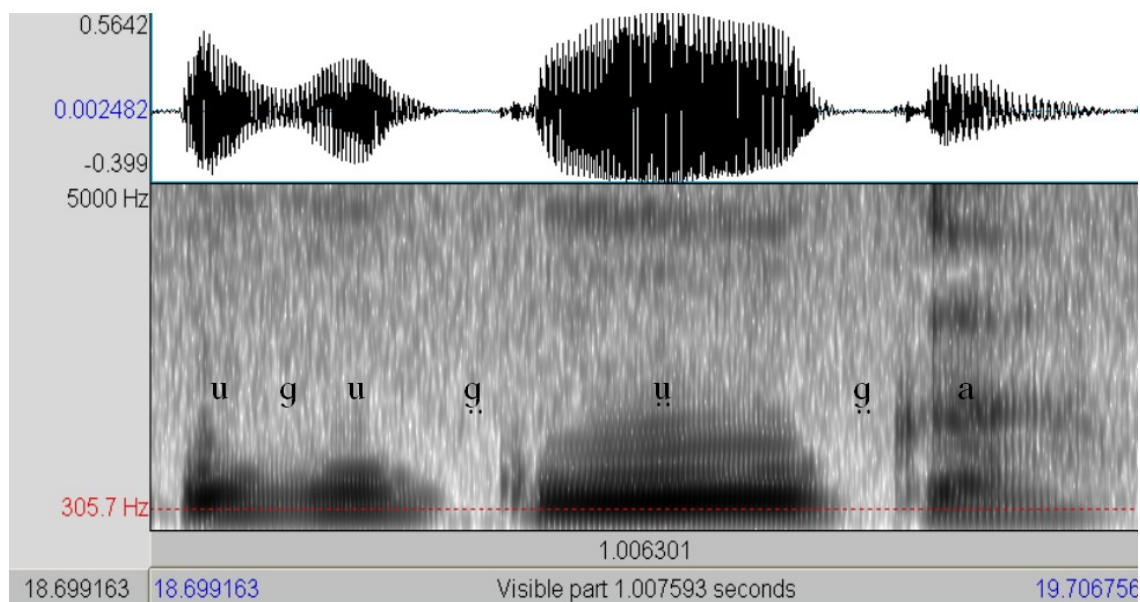 0.5642
0.002482
-0.399
5000 Hz
u g u g̤ ṳ g̤ a
305.7 Hz
1.006301
18.699163 18.699163 Visible part 1.007593 seconds 19.706756